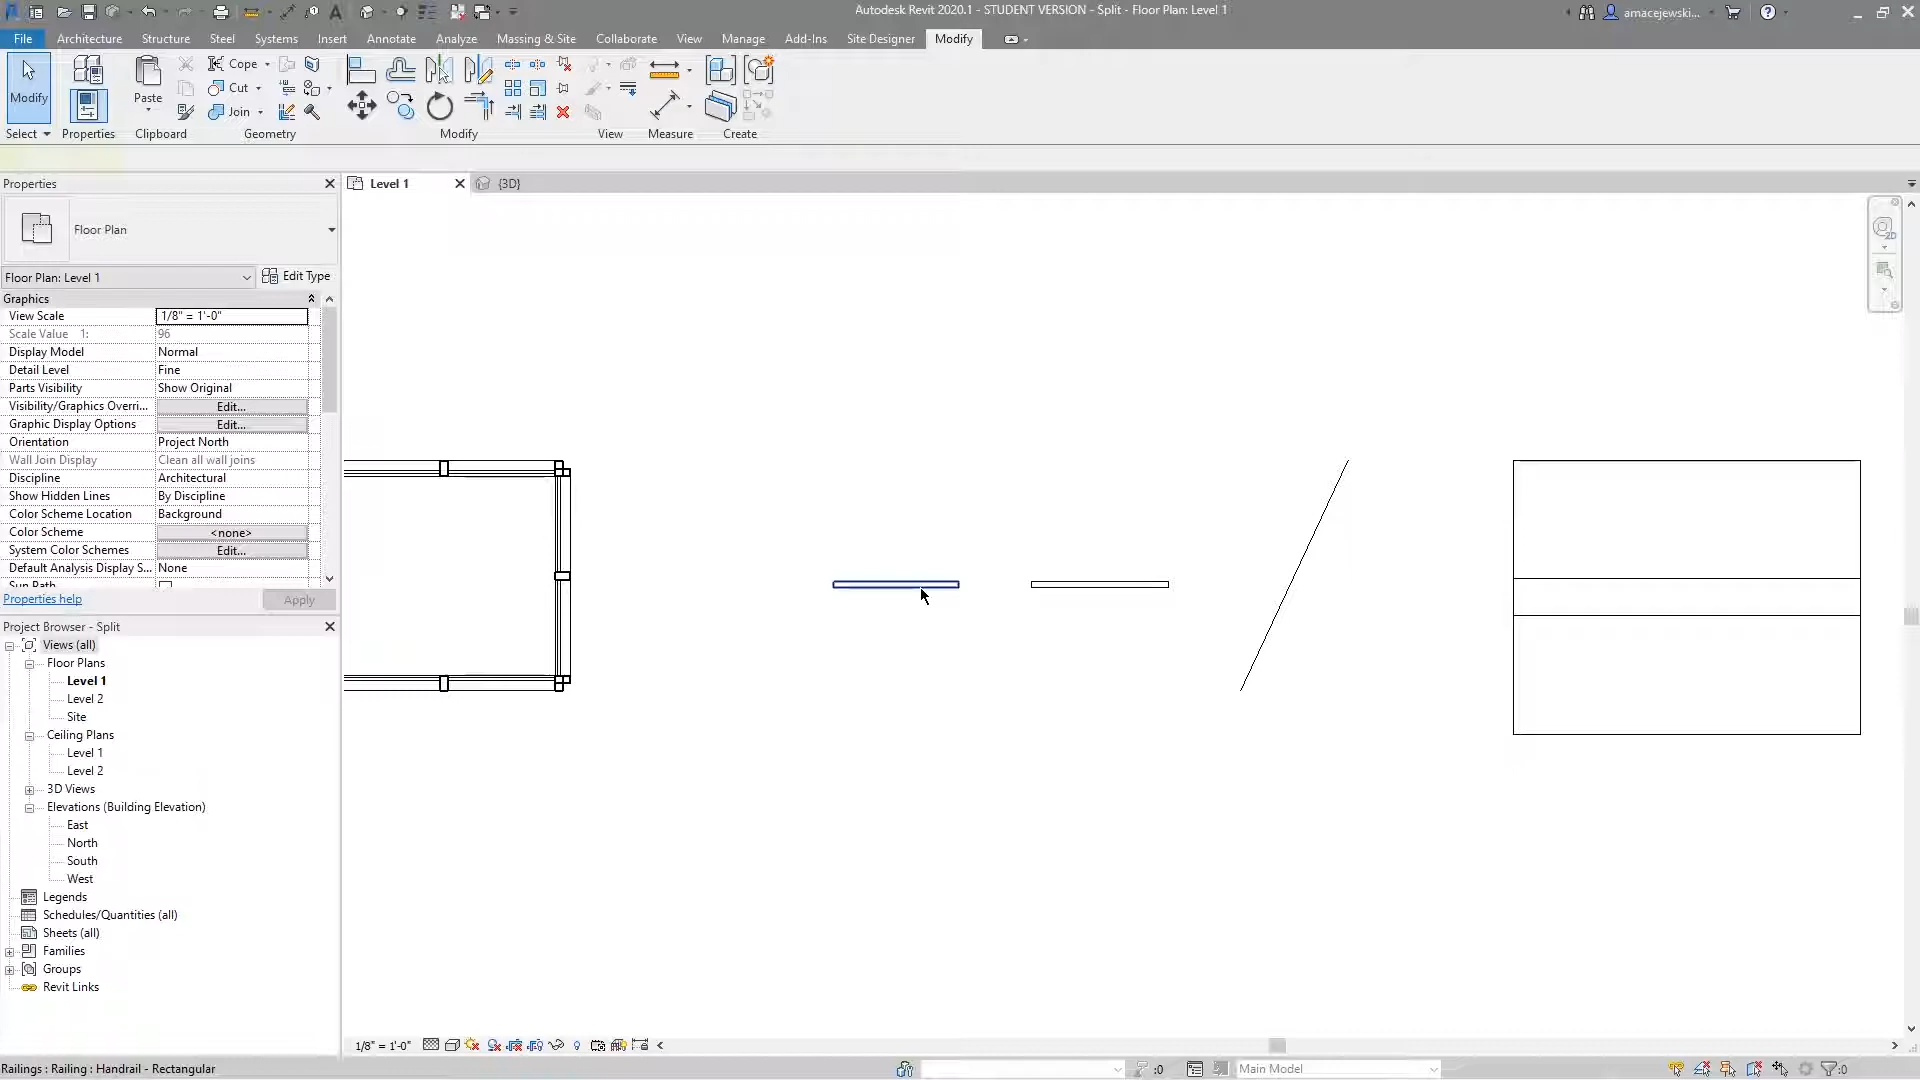 Autodesk Revit 2020.1 - STUDENT VERSION - Split - Floor Plan: Level 1
amacejewski...
File Architecture Structure Steel Systems Insert Annotate Analyze Massing & Site Collaborate View Manage Add-Ins Site Designer Modify
Modify
Paste
Cope
Cut
Join
Select Properties Clipboard Geometry Modify View Measure Create
Properties
Level 1
{3D}
Floor Plan
Floor Plan: Level 1
Edit Type
Graphics
View Scale 1/8" = 1'-0"
Scale Value 1: 96
Display Model Normal
Detail Level Fine
Parts Visibility Show Original
Visibility/Graphics Overri... Edit...
Graphic Display Options Edit...
Orientation Project North
Wall Join Display Clean all wall joins
Discipline Architectural
Show Hidden Lines By Discipline
Color Scheme Location Background
Color Scheme <none>
System Color Schemes Edit...
Default Analysis Display S... None
Sun Path
Properties help
Apply
Project Browser - Split
Views (all)
Floor Plans
Level 1
Level 2
Site
Ceiling Plans
Level 1
Level 2
3D Views
Elevations (Building Elevation)
East
North
South
West
Legends
Schedules/Quantities (all)
Sheets (all)
Families
Groups
Revit Links
2D
1/8" = 1'-0"
Railings : Railing : Handrail - Rectangular
:0
Main Model
:0